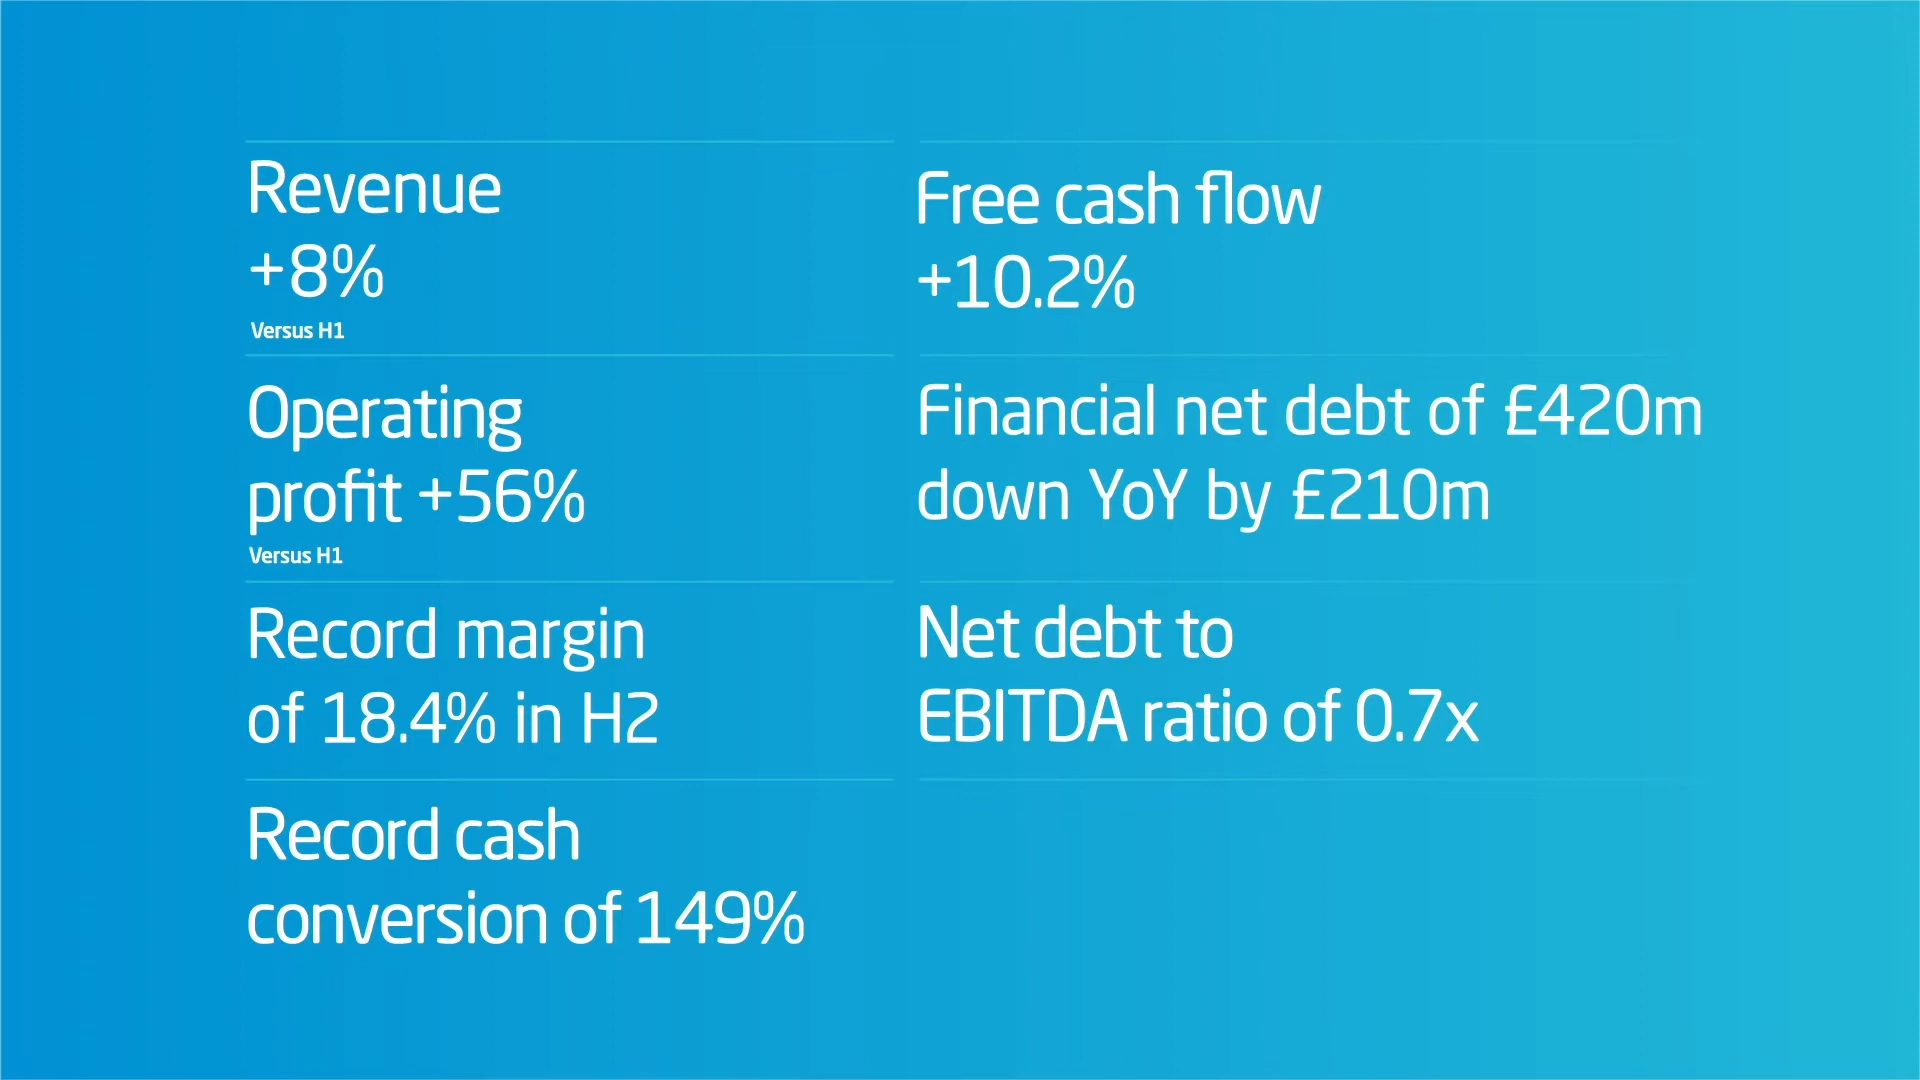 Revenue
+8%
Versus H1
Operating
profit +56%
Versus H1
Record margin
of 18.4% in H2
Record cash
conversion of 149%
Free cash flow
+10.2%
Financial net debt of £420m
down YoY by £210m
Net debt to
EBITDA ratio of 0.7x